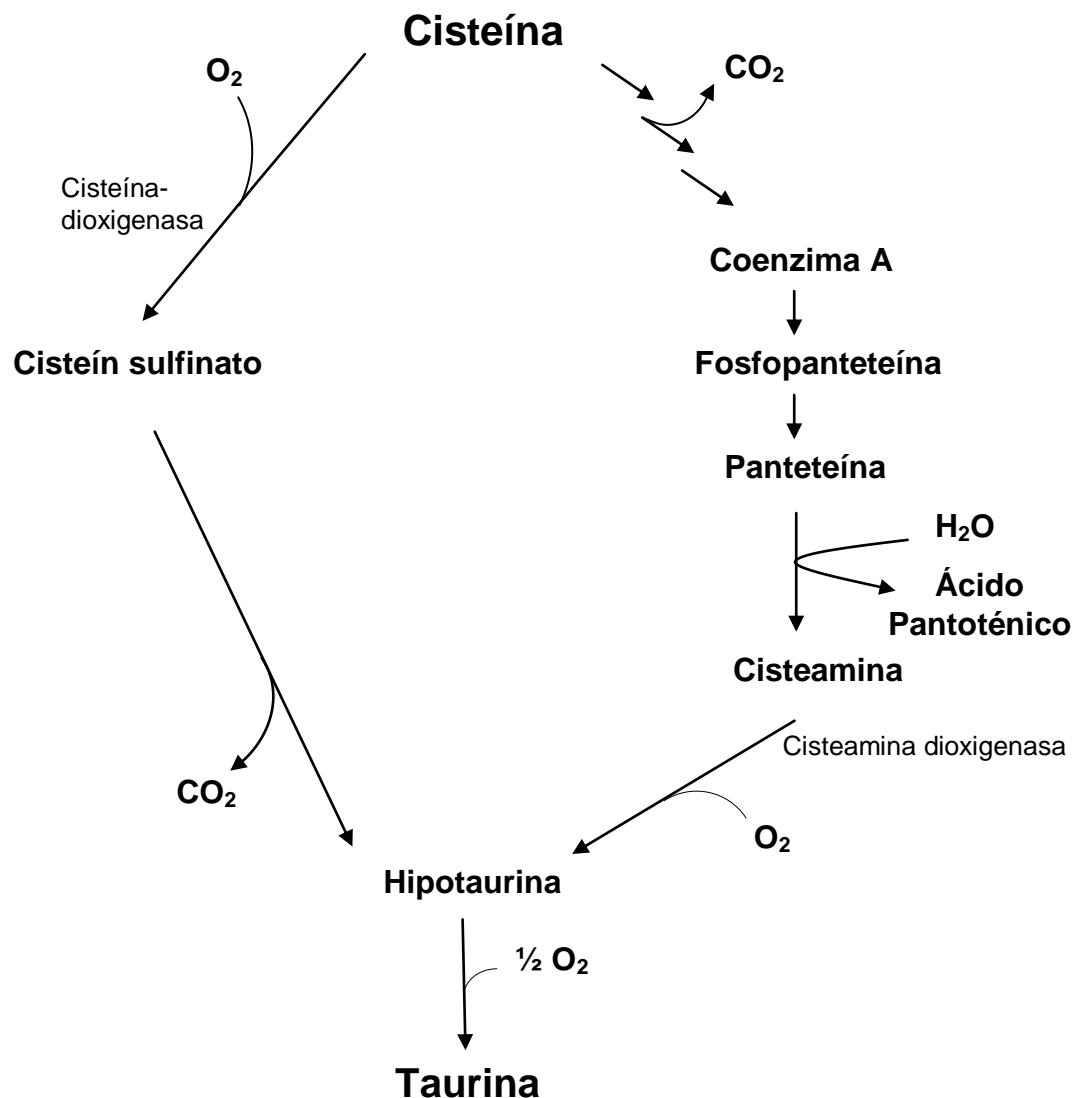 Cisteína
O₂
CO₂
Cisteína-
dioxigenasa
Coenzima A
Cisteín sulfinato
Fosfopanteteína
Panteteína
H₂O
Ácido
Pantoténico
Cisteamina
Cisteamina dioxigenasa
CO₂
O₂
Hipotaurina
½ O₂
Taurina